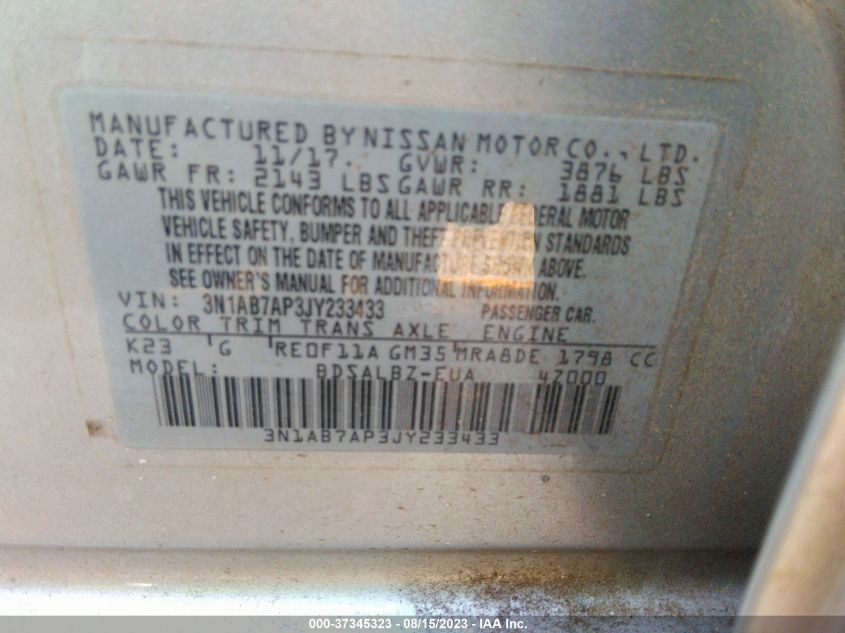 MANUFACTURED BY NISSAN MOTOR CO., LTD.
DATE: 11/17. GVWR: 3876 LBS
GAWR FR: 2143 LBS GAWR RR: 1881 LBS
THIS VEHICLE CONFORMS TO ALL APPLICABLE FEDERAL MOTOR
VEHICLE SAFETY, BUMPER AND THEFT PREVENTION STANDARDS
IN EFFECT ON THE DATE OF MANUFACTURE SHOWN ABOVE.
SEE OWNER'S MANUAL FOR ADDITIONAL INFORMATION.
VIN: 3N1AB7AP3JY233433 PASSENGER CAR.
COLOR TRIM TRANS AXLE ENGINE
K23 G RE0F11A GM35 MRA8DE 1798 CC
MODEL: BDSALBZ-EUA 4Z000
3N1AB7AP3JY233433
000-37345323 - 08/15/2023 - IAA Inc.